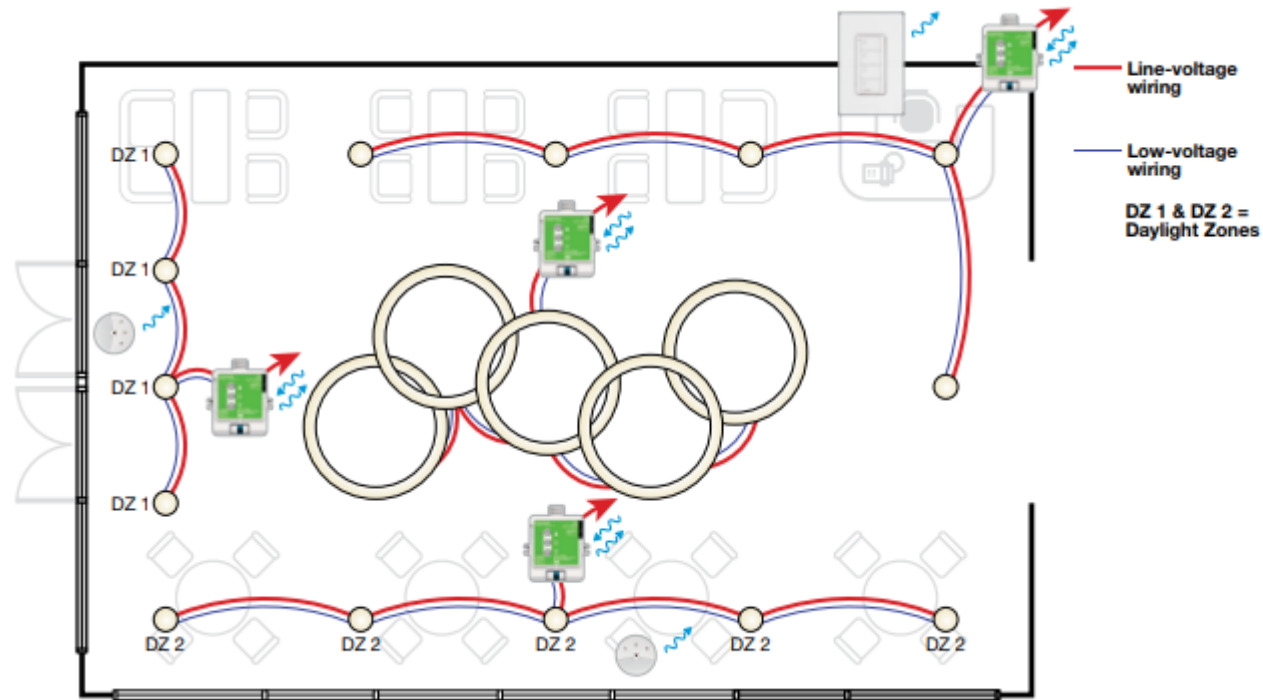 Line-voltage
wiring
DZ 1
Low-voltage
wiring
DZ 1 & DZ 2 =
Daylight Zones
DZ 1
DZ 1
DZ 1
DZ 2
DZ 2
DZ 2
DZ 2
DZ 2